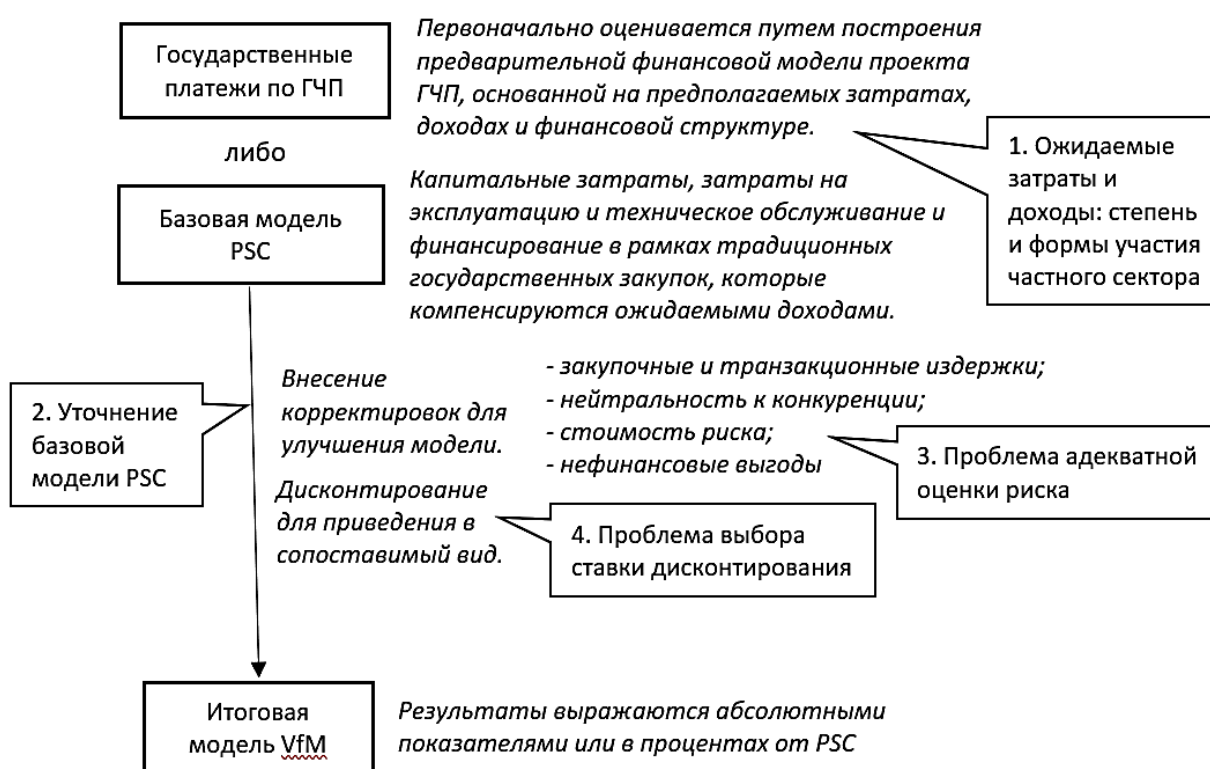 Государственные
платежи по ГЧП
Первоначально оценивается путем построения
предварительной финансовой модели проекта
ГЧП, основанной на предполагаемых затратах,
доходах и финансовой структуре.
либо
1. Ожидаемые
затраты и
доходы: степень
и формы участия
частного сектора
Базовая модель
PSC
Капитальные затраты, затраты на
эксплуатацию и техническое обслуживание и
финансирование в рамках традиционных
государственных закупок, которые
компенсируются ожидаемыми доходами.
2. Уточнение
базовой
модели PSC
Внесение
корректировок для
улучшения модели.
- закупочные и транзакционные издержки;
- нейтральность к конкуренции;
- стоимость риска;
- нефинансовые выгоды
3. Проблема адекватной
оценки риска
Дисконтирование
для приведения в
сопоставимый вид.
4. Проблема выбора
ставки дисконтирования
Итоговая
модель VfM
Результаты выражаются абсолютными
показателями или в процентах от PSC